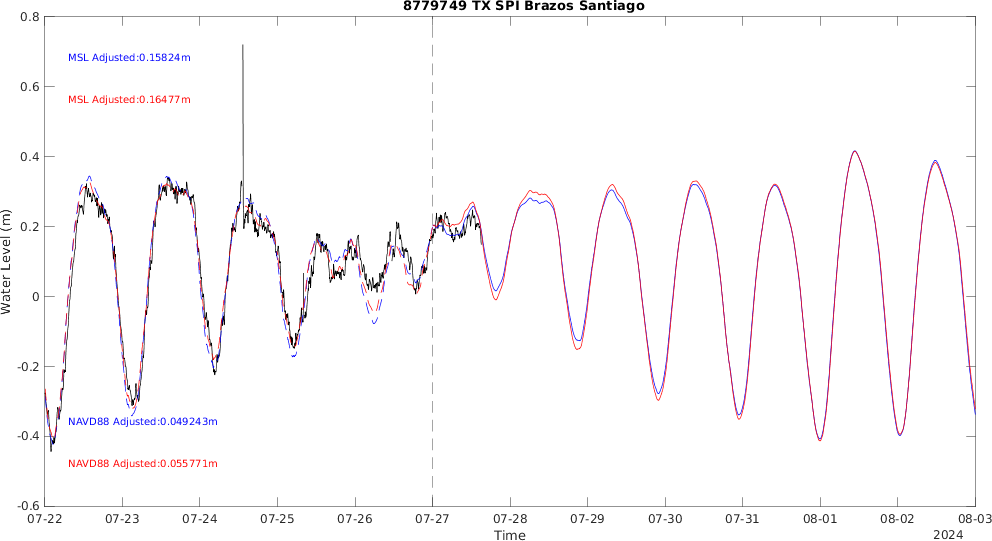 8779749 TX SPI Brazos Santiago
0.8
0.6
0.4
0.2
0
-0.2
-0.4
-0.6
Water Level (m)
MSL Adjusted:0.15824m
MSL Adjusted:0.16477m
NAVD88 Adjusted:0.049243m
NAVD88 Adjusted:0.055771m
07-22 07-23 07-24 07-25 07-26 07-27 07-28 07-29 07-30 07-31 08-01 08-02 08-03
Time
2024